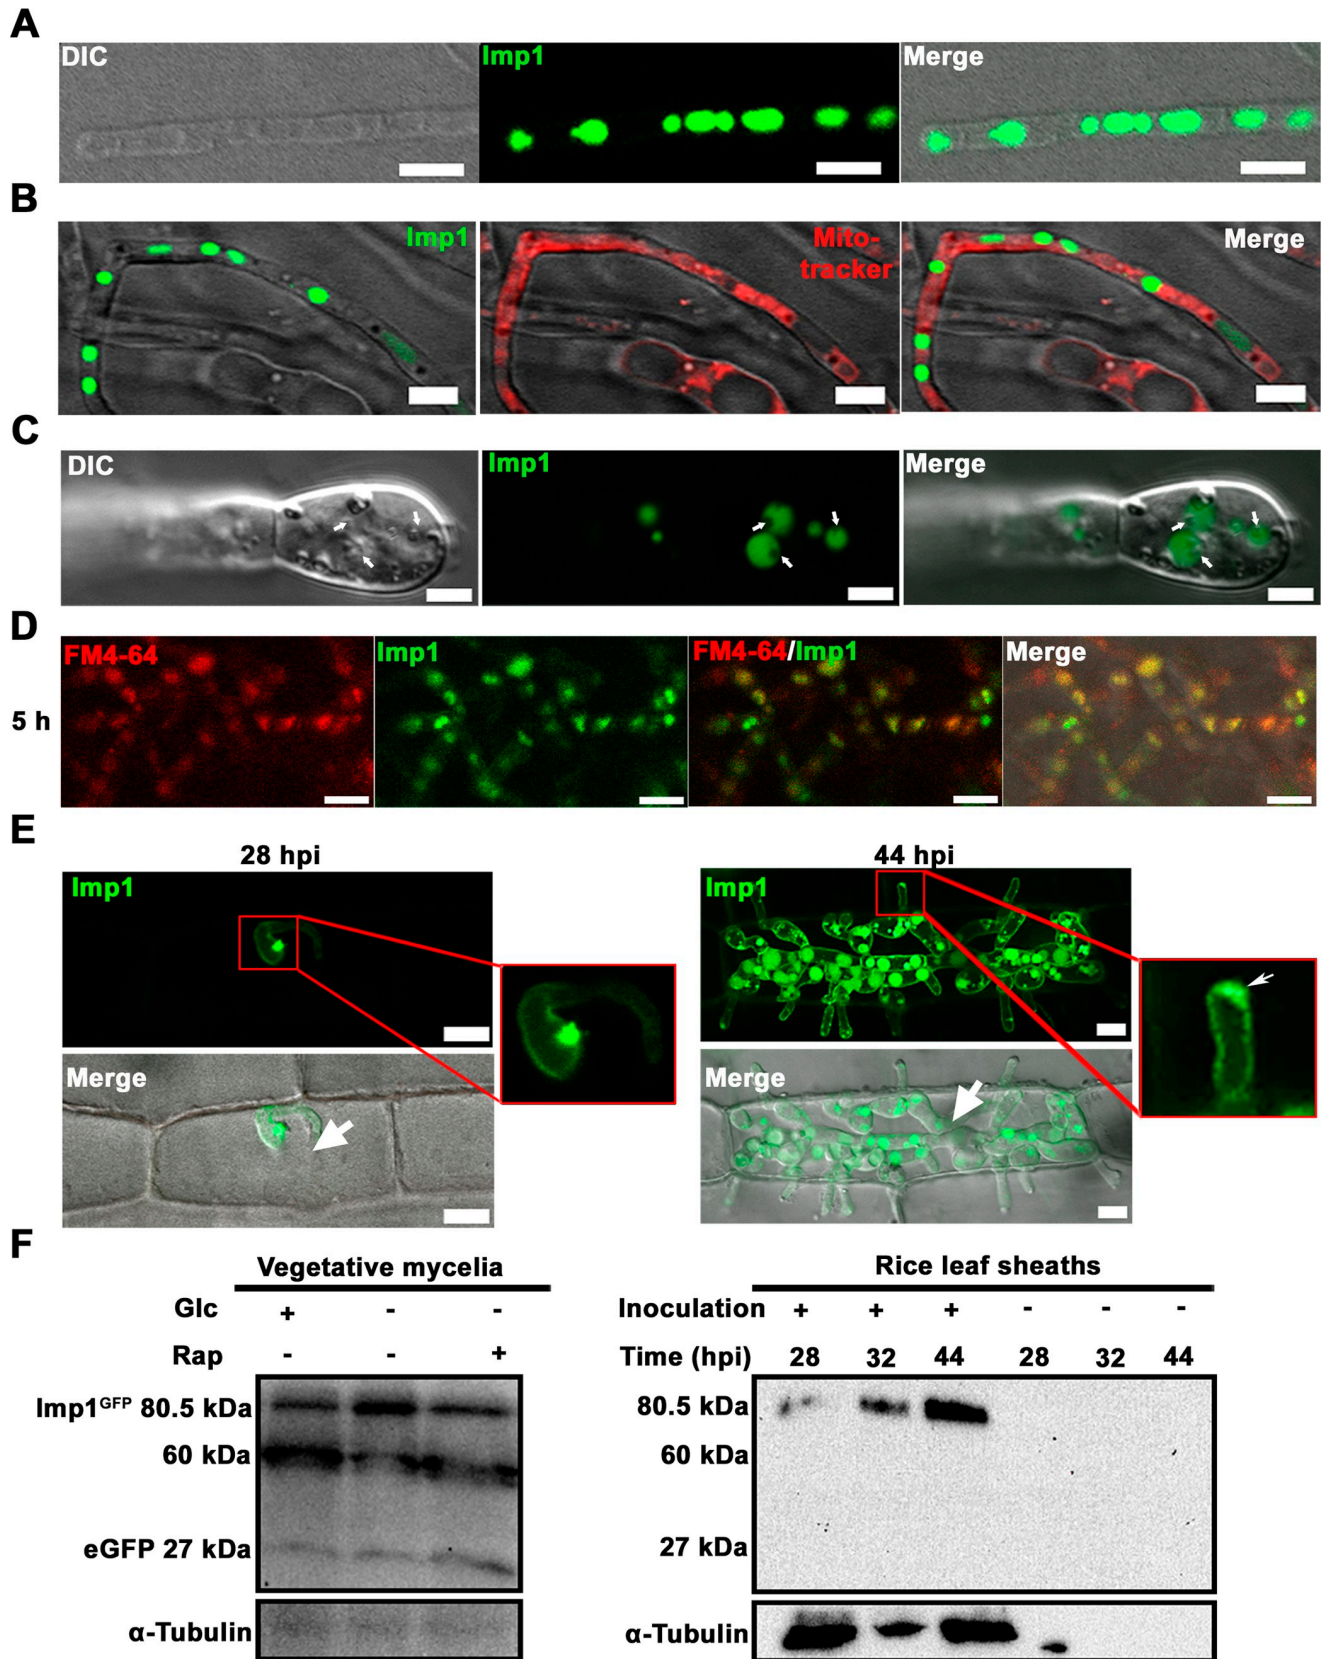 A
DIC
Imp1
Merge
B
Imp1
Mito-
tracker
Merge
C
DIC
Imp1
Merge
D
5 h
FM4-64
Imp1
FM4-64/Imp1
Merge
E
28 hpi
44 hpi
Imp1
Imp1
Merge
Merge
F
Vegetative mycelia
Glc + - -
Rap - - +
Imp1GFP 80.5 kDa
60 kDa
eGFP 27 kDa
α-Tubulin
Rice leaf sheaths
Inoculation + + + - - -
Time (hpi) 28 32 44 28 32 44
80.5 kDa
60 kDa
27 kDa
α-Tubulin